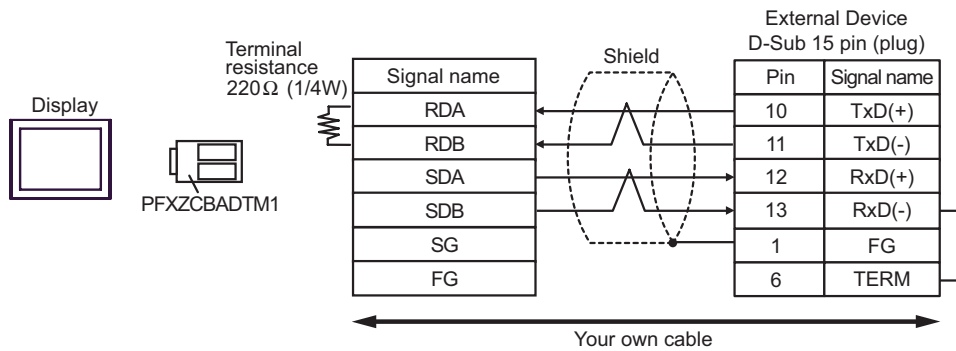 External Device
D-Sub 15 pin (plug)
Terminal
resistance
220Ω (1/4W)
Shield
Display
PFXZCBADTM1
Signal name
Pin Signal name
RDA 10 TxD(+)
RDB 11 TxD(-)
SDA 12 RxD(+)
SDB 13 RxD(-)
SG 1 FG
FG 6 TERM
Your own cable